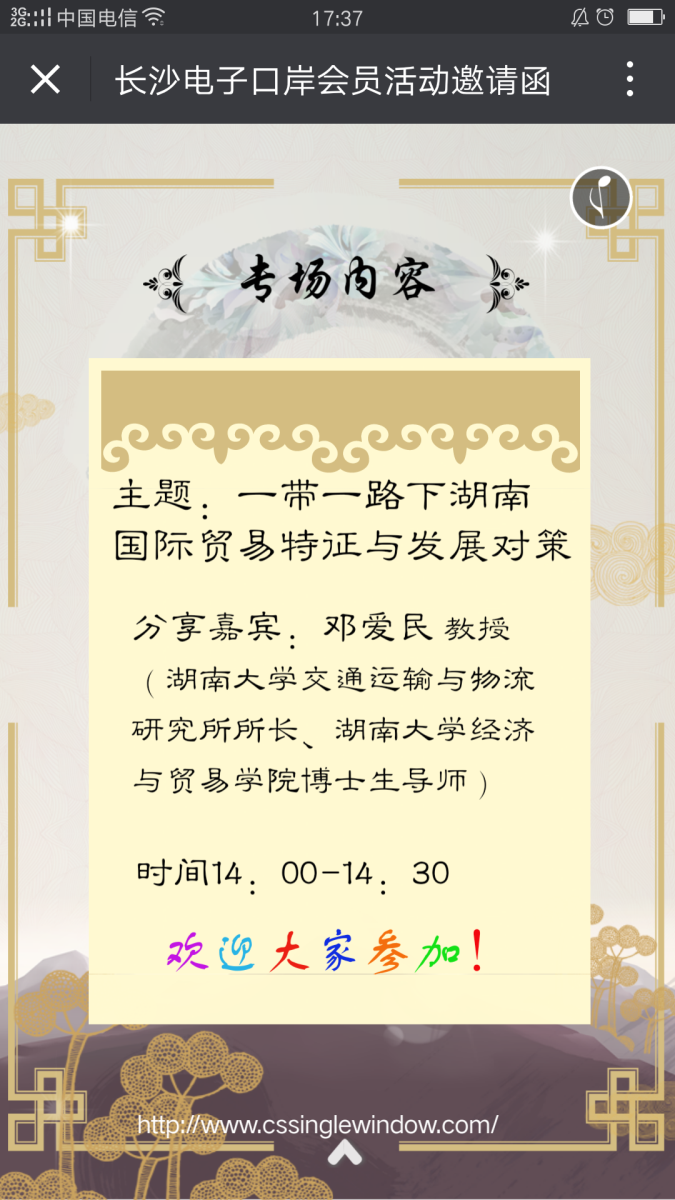 3G 2G 中国电信 17:37
长沙电子口岸会员活动邀请函
专场内容
主题：一带一路下湖南
国际贸易特征与发展对策
分享嘉宾：邓爱民 教授
（湖南大学交通运输与物流
研究所所长、湖南大学经济
与贸易学院博士生导师）
时间14：00-14：30
欢迎大家参加！
http://www.cssinglewindow.com/